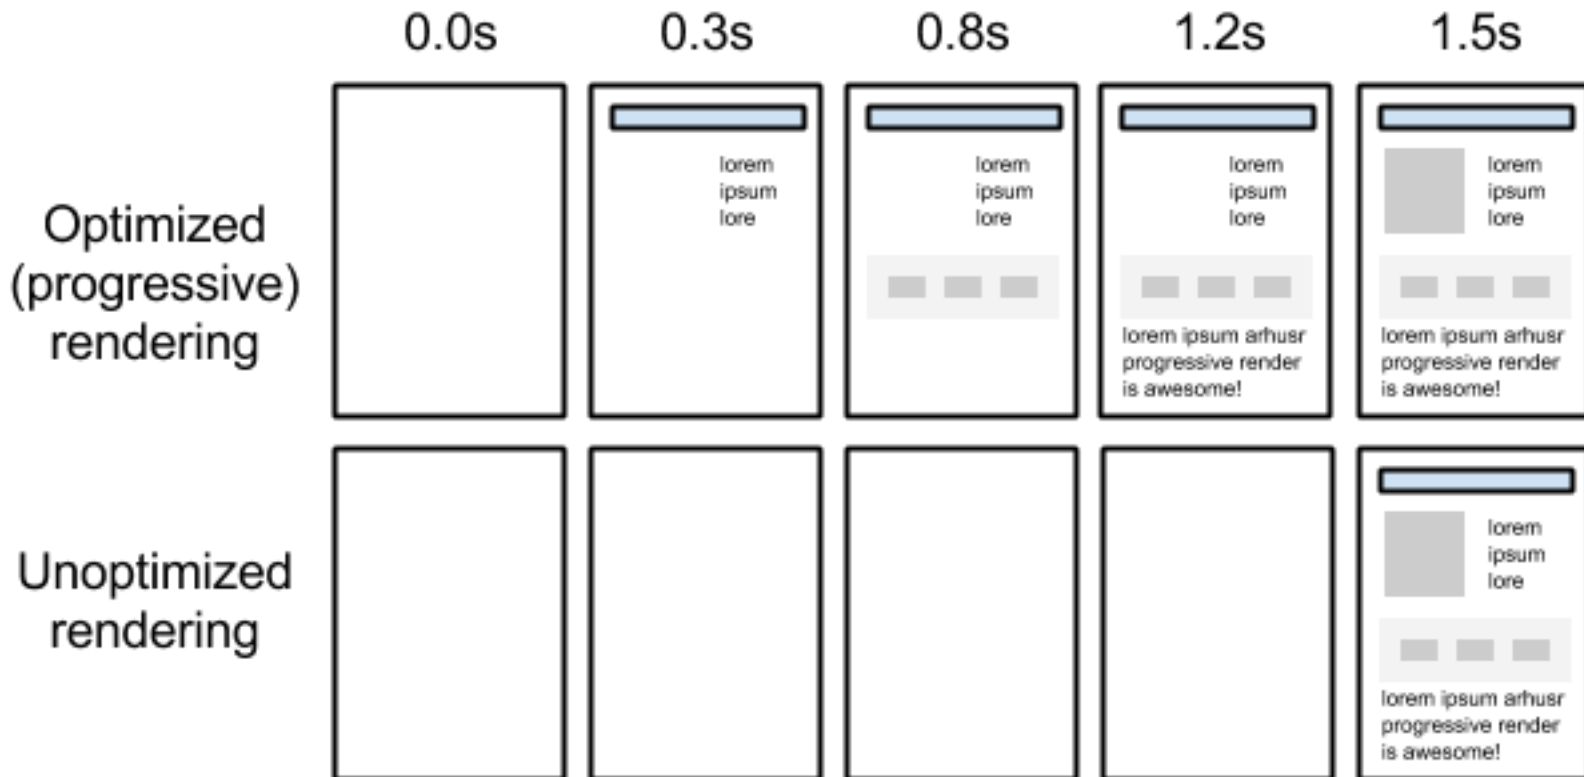 0.0s 0.3s 0.8s 1.2s 1.5s
Optimized
(progressive)
rendering
lorem
ipsum
lore
lorem
ipsum
lore
lorem
ipsum
lore
lorem ipsum arhusr
progressive render
is awesome!
lorem
ipsum
lore
lorem ipsum arhusr
progressive render
is awesome!
Unoptimized
rendering
lorem
ipsum
lore
lorem ipsum arhusr
progressive render
is awesome!